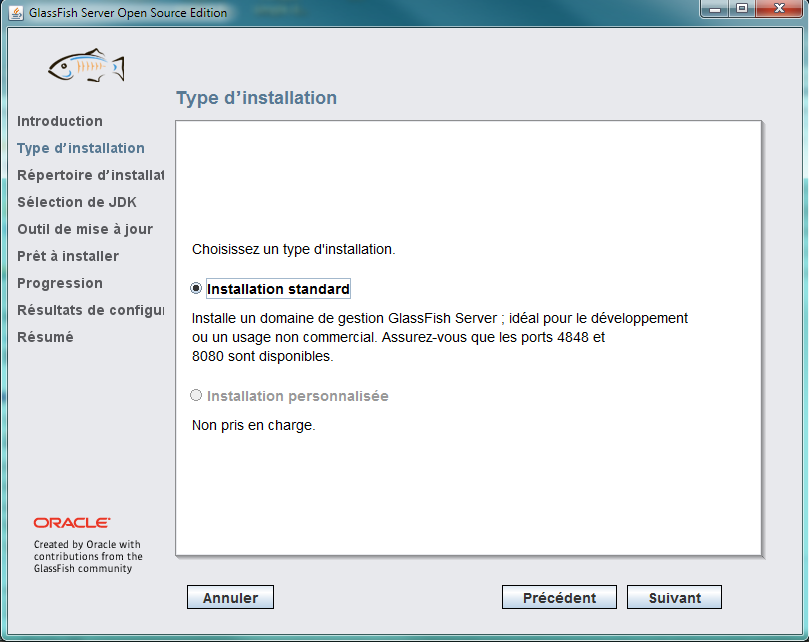 GlassFish Server Open Source Edition
Type d'installation
Introduction
Type d'installation
Répertoire d'installat
Sélection de JDK
Outil de mise à jour
Prêt à installer
Progression
Résultats de configur
Résumé
Choisissez un type d'installation.
Installation standard
Installe un domaine de gestion GlassFish Server ; idéal pour le développement
ou un usage non commercial. Assurez-vous que les ports 4848 et
8080 sont disponibles.
Installation personnalisée
Non pris en charge.
ORACLE
Created by Oracle with
contributions from the
GlassFish community
Annuler
Précédent
Suivant